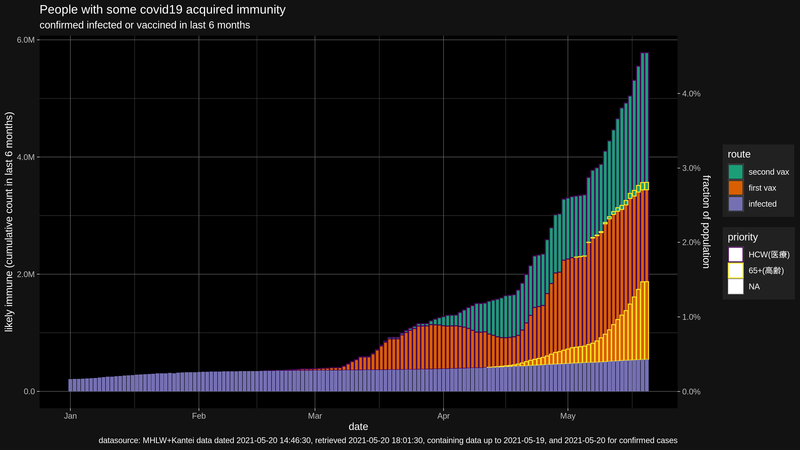 People with some covid19 acquired immunity
confirmed infected or vaccined in last 6 months
likely immune (cumulative count in last 6 months)
6.0M
4.0M
2.0M
0.0
4.0%
3.0%
2.0%
1.0%
0.0%
fraction of population
Jan
Feb
Mar
Apr
May
date
route
second vax
first vax
infected
priority
HCW(医療)
65+(高齢)
NA
datasource: MHLW+Kantei data dated 2021-05-20 14:46:30, retrieved 2021-05-20 18:01:30, containing data up to 2021-05-19, and 2021-05-20 for confirmed cases